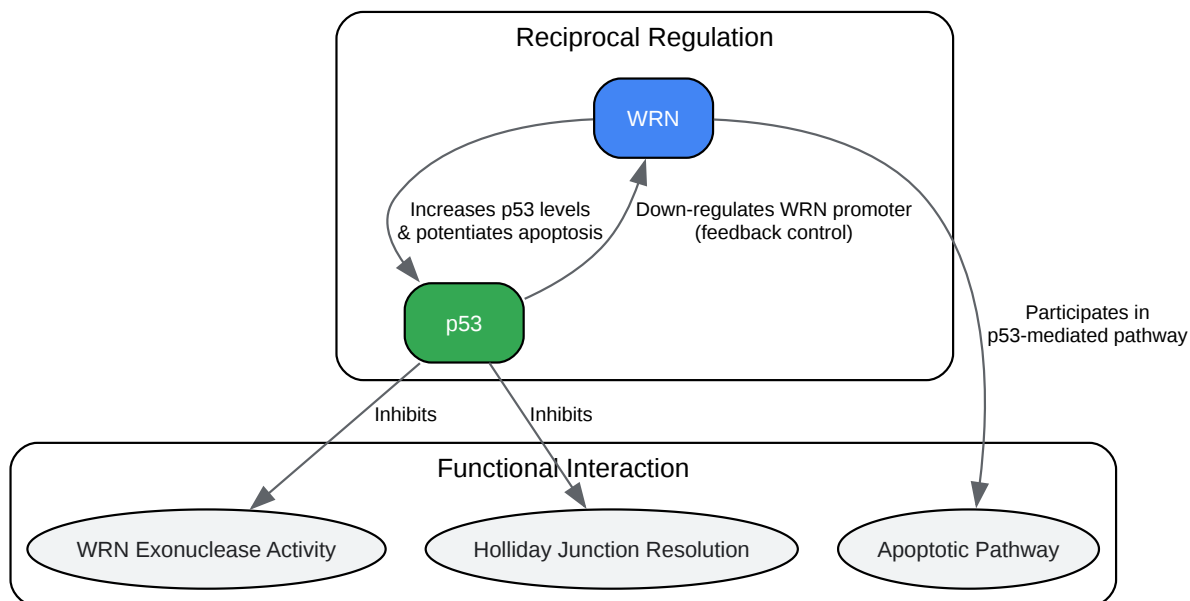 Reciprocal Regulation
WRN
Increases p53 levels
& potentiates apoptosis
Down-regulates WRN promoter
(feedback control)
Participates in
p53-mediated pathway
p53
Inhibits
Inhibits
Functional Interaction
WRN Exonuclease Activity
Holliday Junction Resolution
Apoptotic Pathway